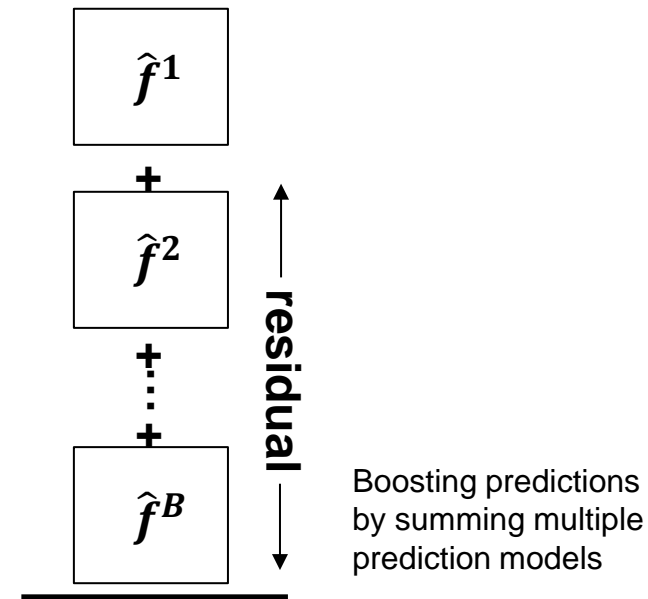 f̂¹
+
f̂²
+
⋮
+
f̂ᴮ
residual
Boosting predictions
by summing multiple
prediction models